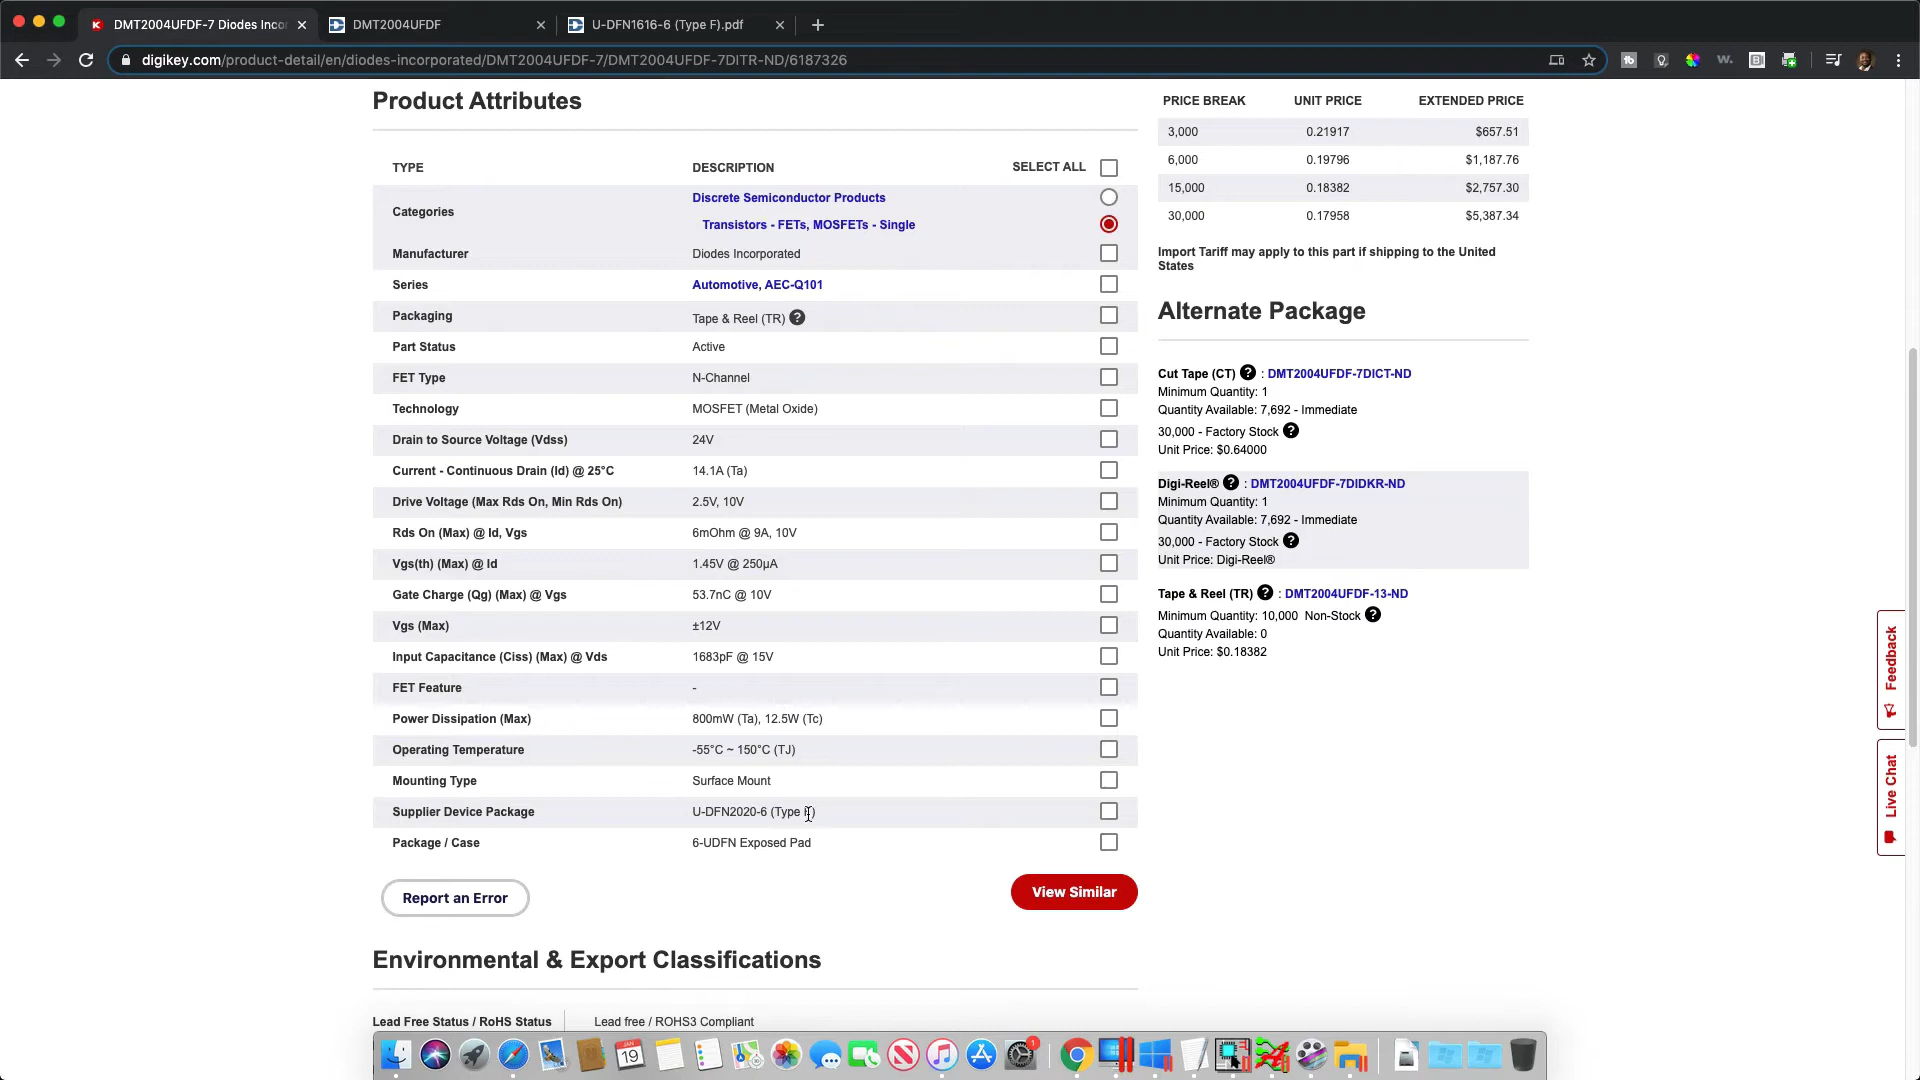 DMT2004UFDF-7 Diodes Incor
DMT2004UFDF
U-DFN1616-6 (Type F).pdf
digikey.com/product-detail/en/diodes-incorporated/DMT2004UFDF-7/DMT2004UFDF-7DITR-ND/6187326
Product Attributes
TYPE DESCRIPTION SELECT ALL
Categories
Discrete Semiconductor Products
Transistors - FETs, MOSFETs - Single
Manufacturer Diodes Incorporated
Series Automotive, AEC-Q101
Packaging Tape & Reel (TR) ?
Part Status Active
FET Type N-Channel
Technology MOSFET (Metal Oxide)
Drain to Source Voltage (Vdss) 24V
Current - Continuous Drain (Id) @ 25°C 14.1A (Ta)
Drive Voltage (Max Rds On, Min Rds On) 2.5V, 10V
Rds On (Max) @ Id, Vgs 6mOhm @ 9A, 10V
Vgs(th) (Max) @ Id 1.45V @ 250µA
Gate Charge (Qg) (Max) @ Vgs 53.7nC @ 10V
Vgs (Max) ±12V
Input Capacitance (Ciss) (Max) @ Vds 1683pF @ 15V
FET Feature -
Power Dissipation (Max) 800mW (Ta), 12.5W (Tc)
Operating Temperature -55°C ~ 150°C (TJ)
Mounting Type Surface Mount
Supplier Device Package U-DFN2020-6 (Type F)
Package / Case 6-UDFN Exposed Pad
Report an Error
View Similar
Environmental & Export Classifications
Lead Free Status / RoHS Status Lead free / ROHS3 Compliant
PRICE BREAK UNIT PRICE EXTENDED PRICE
3,000 0.21917 $657.51
6,000 0.19796 $1,187.76
15,000 0.18382 $2,757.30
30,000 0.17958 $5,387.34
Import Tariff may apply to this part if shipping to the United
States
Alternate Package
Cut Tape (CT) ? : DMT2004UFDF-7DICT-ND
Minimum Quantity: 1
Quantity Available: 7,692 - Immediate
30,000 - Factory Stock ?
Unit Price: $0.64000
Digi-Reel® ? : DMT2004UFDF-7DIDKR-ND
Minimum Quantity: 1
Quantity Available: 7,692 - Immediate
30,000 - Factory Stock ?
Unit Price: Digi-Reel®
Tape & Reel (TR) ? : DMT2004UFDF-13-ND
Minimum Quantity: 10,000 Non-Stock ?
Quantity Available: 0
Unit Price: $0.18382
Feedback
Live Chat
JAN
19
1